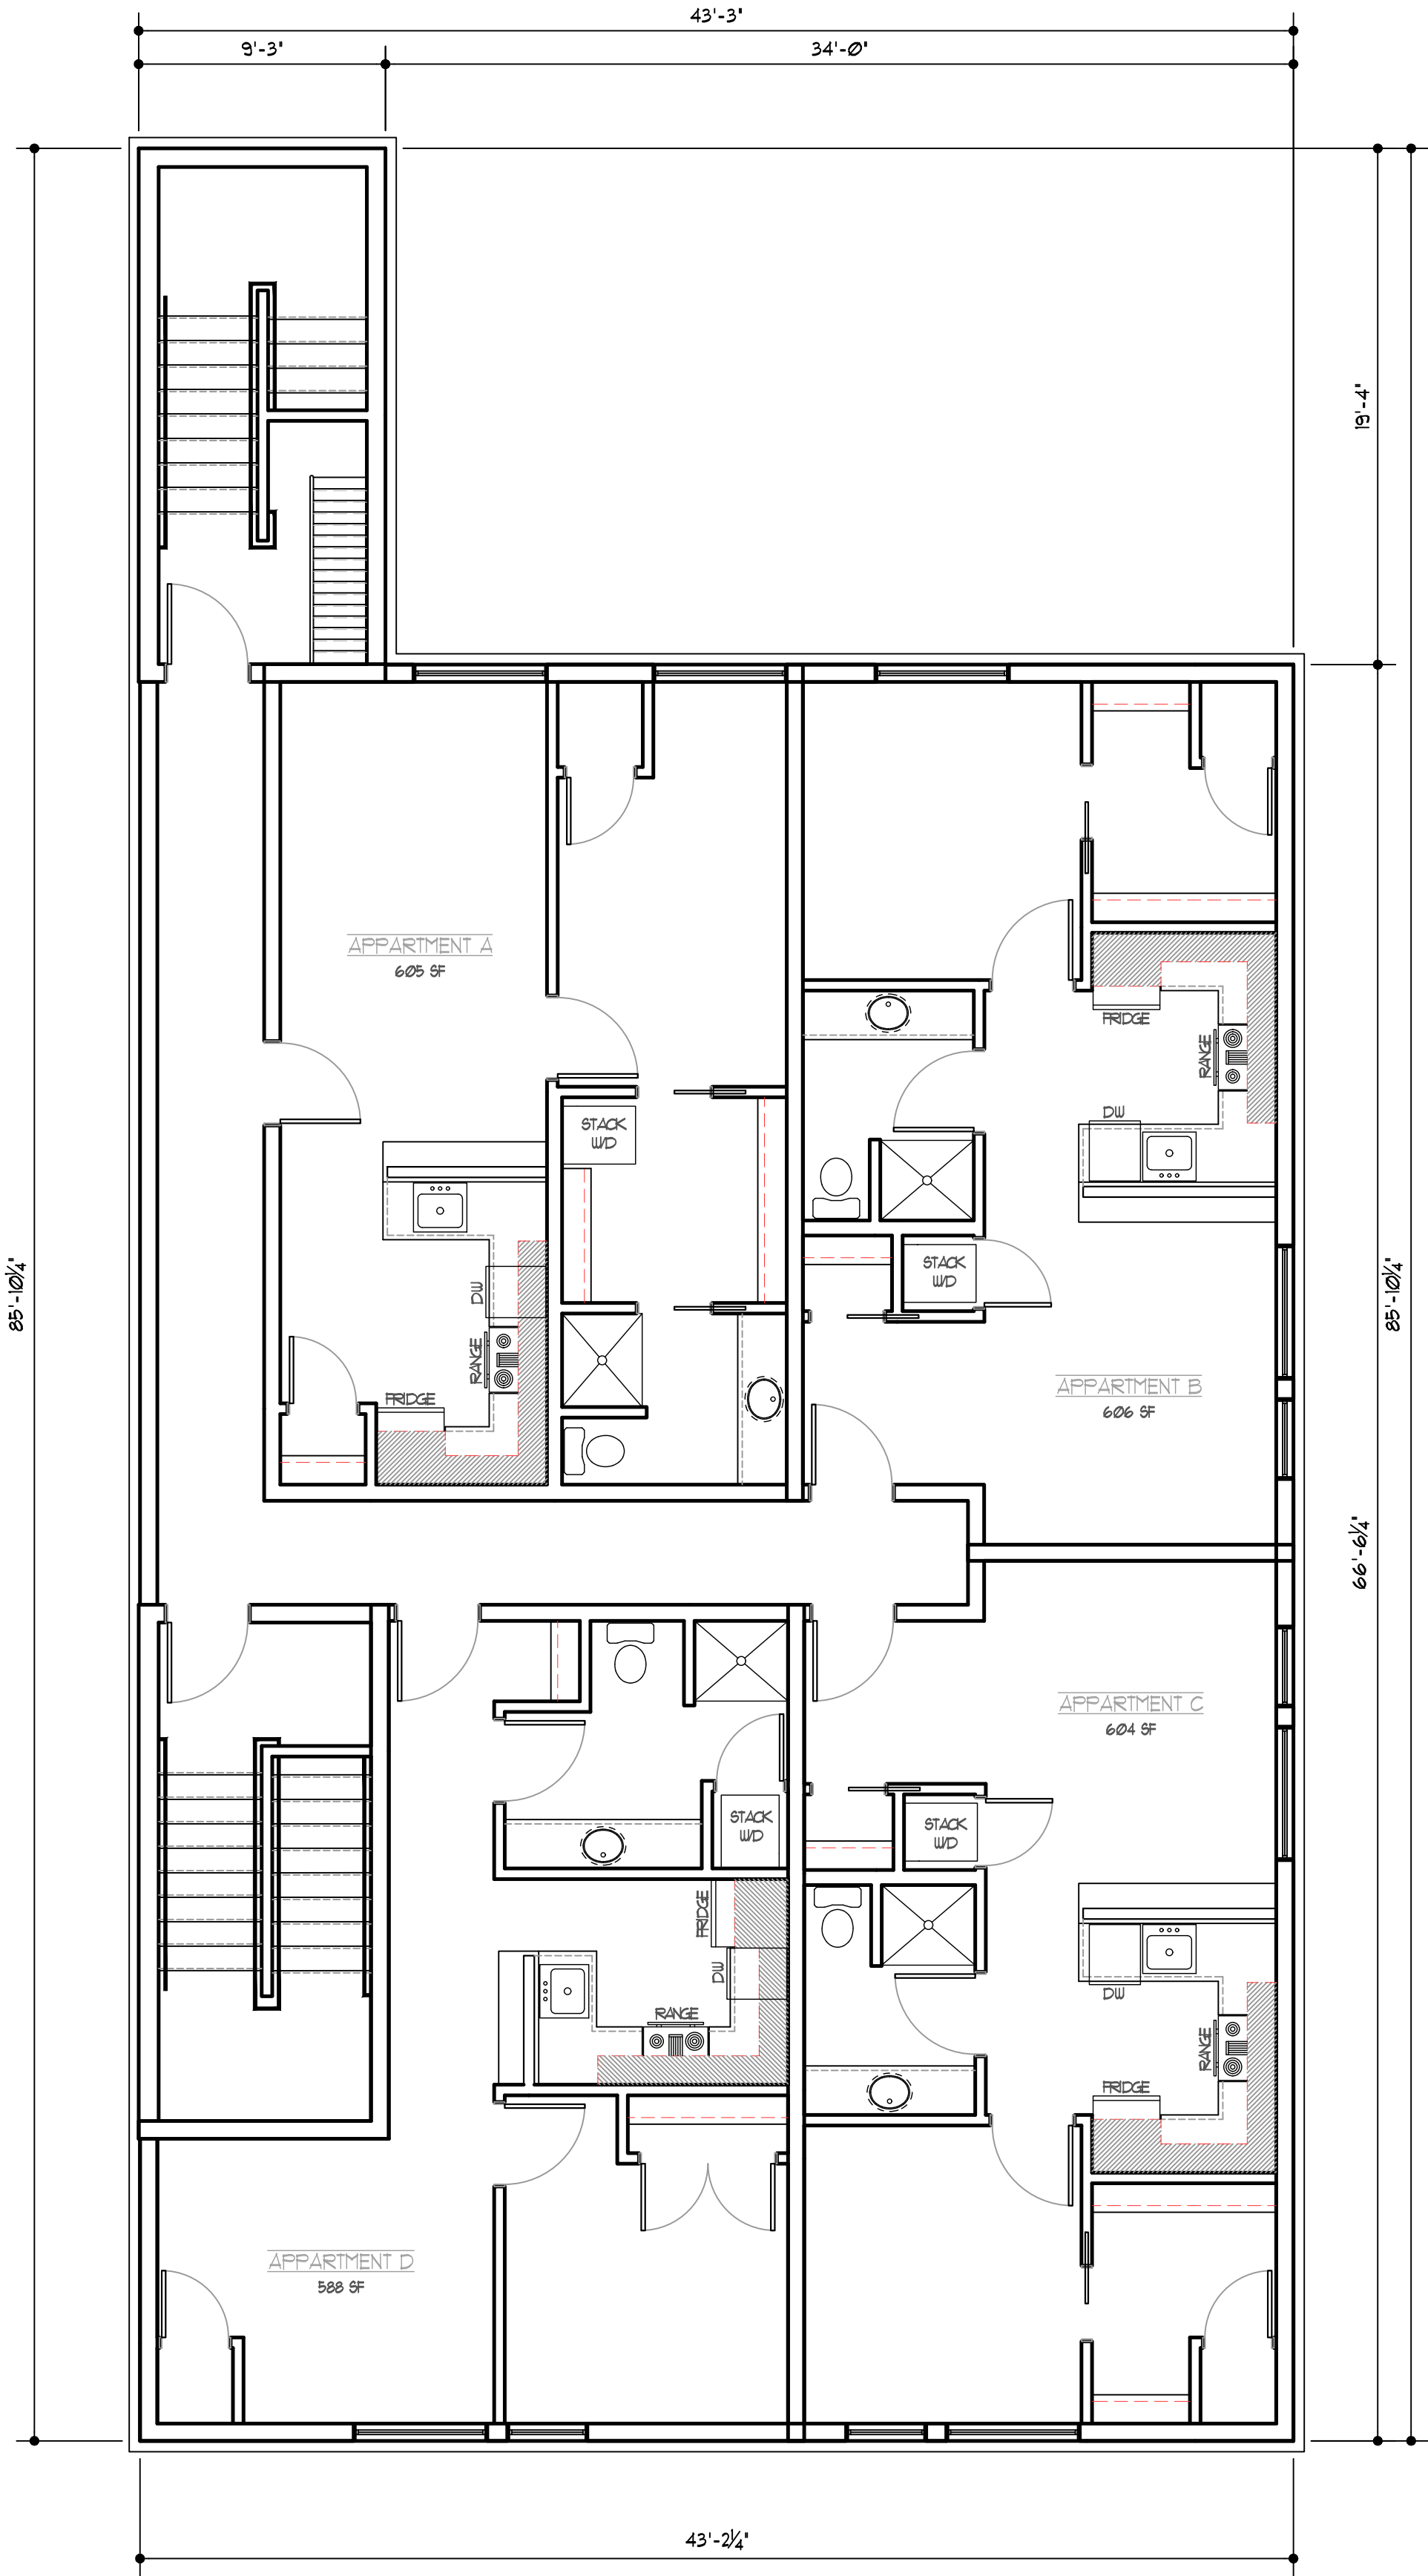 43'-3"
9'-3"
34'-0"
19'-4"
APPARTMENT A
605 SF
FRIDGE
RANGE
DW
STACK
W/D
STACK
W/D
DW
RANGE
FRIDGE
85'-10¼"
85'-10¼"
APPARTMENT B
606 SF
66'-6¼"
APPARTMENT C
604 SF
STACK
W/D
STACK
W/D
FRIDGE
DW
RANGE
DW
RANGE
FRIDGE
APPARTMENT D
588 SF
43'-2¼"